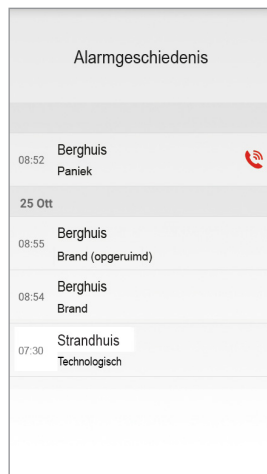 Alarmgeschiedenis
08:52 Berghuis
Paniek
25 Ott
08:55 Berghuis
Brand (opgeruimd)
08:54 Berghuis
Brand
07:30 Strandhuis
Technologisch